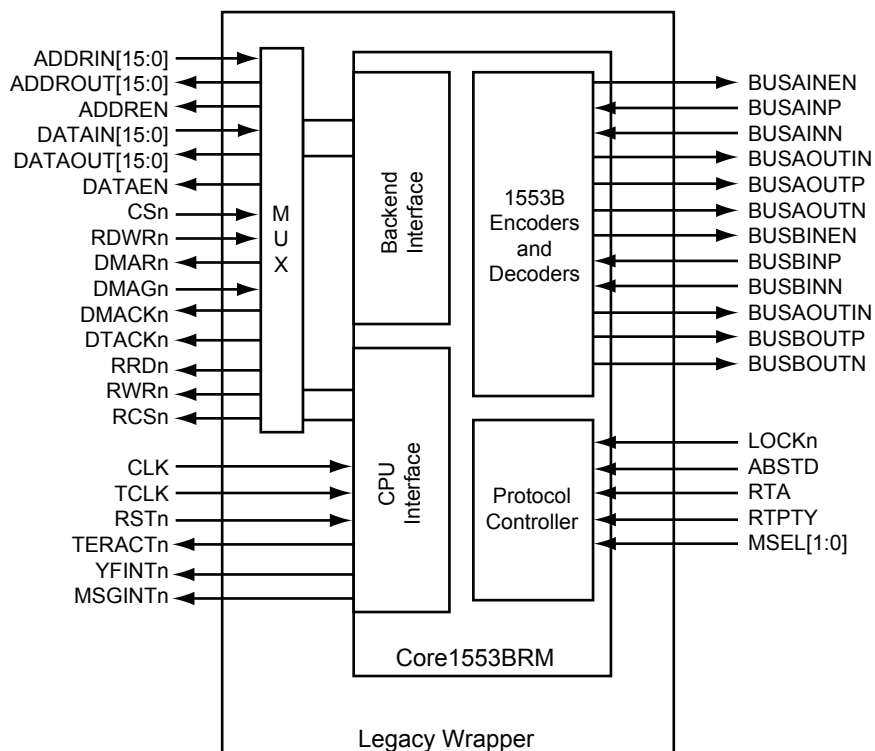 ADDRIN[15:0]
ADDROUT[15:0]
ADDREN
DATAIN[15:0]
DATAOUT[15:0]
DATAEN
CSn
RDWRn
DMARn
DMAGn
DMACKn
DTACKn
RRDn
RWRn
RCSn
CLK
TCLK
RSTn
TERACTn
YFINTn
MSGINTn
M
U
X
Backend
Interface
CPU
Interface
1553B
Encoders
and
Decoders
Protocol
Controller
Core1553BRM
Legacy Wrapper
BUSAINEN
BUSAINP
BUSAINN
BUSAOUTIN
BUSAOUTP
BUSAOUTN
BUSBINEN
BUSBINP
BUSBINN
BUSAOUTIN
BUSBOUTP
BUSBOUTN
LOCKn
ABSTD
RTA
RTPTY
MSEL[1:0]